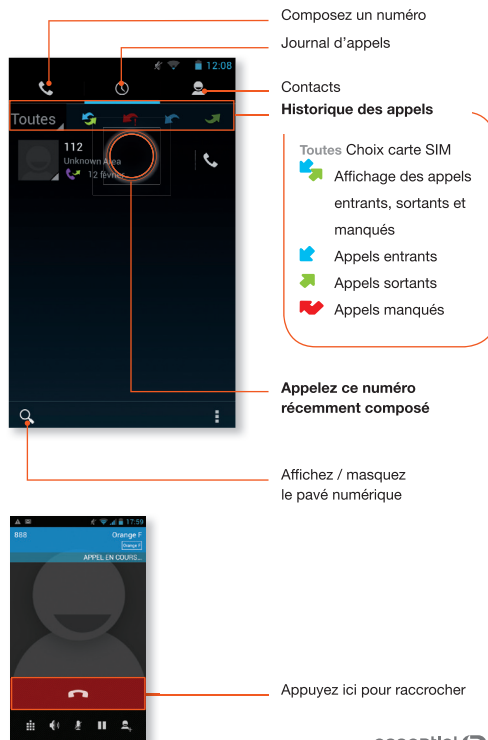 Composez un numéro
Journal d'appels
12:08
Contacts
Historique des appels
Toutes
Toutes Choix carte SIM
112
Unknown Area
12 février
Affichage des appels
entrants, sortants et
manqués
Appels entrants
Appels sortants
Appels manqués
Appelez ce numéro
récemment composé
Affichez / masquez
le pavé numérique
17:59
888
Orange F
Orange F
APPEL EN COURS...
Appuyez ici pour raccrocher